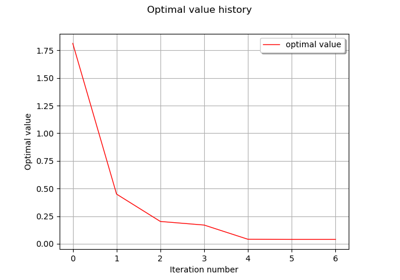 Optimal value history
optimal value
1.75
1.50
1.25
1.00
0.75
0.50
0.25
0.00
Optimal value
0 1 2 3 4 5 6
Iteration number